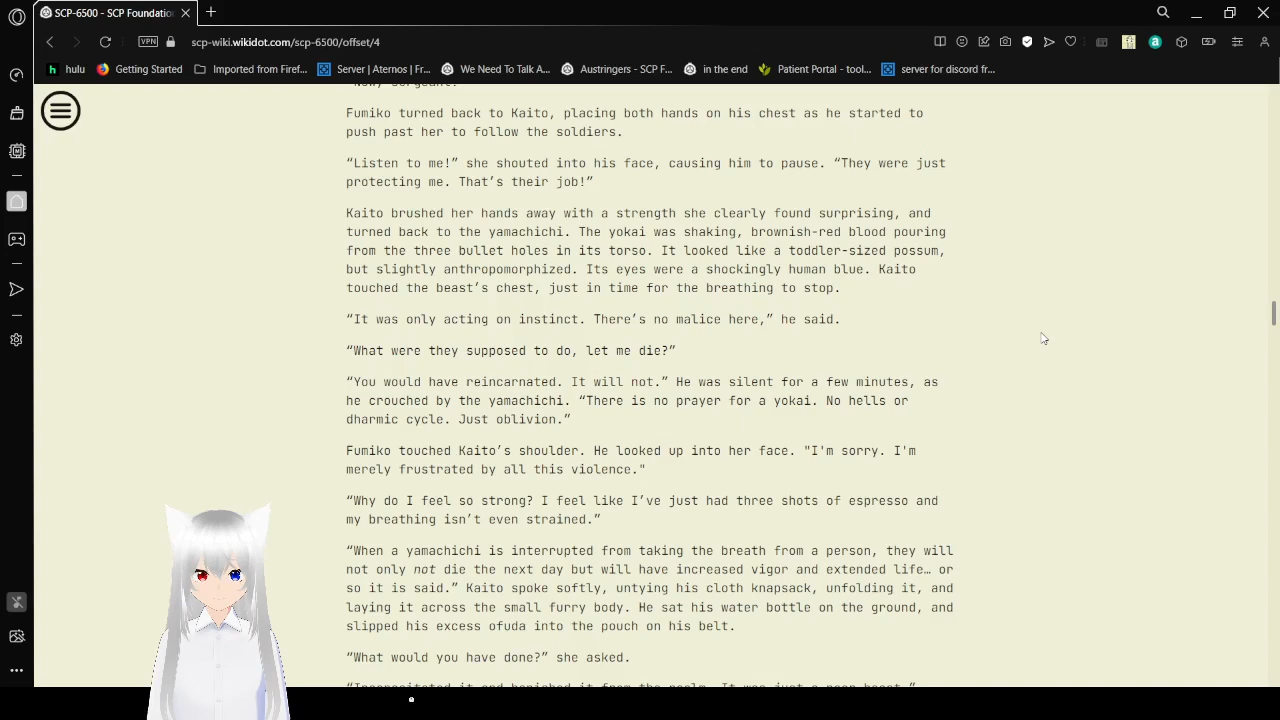 SCP-6500 - SCP Foundatio
VPN
scp-wiki.wikidot.com/scp-6500/offset/4
hulu
Getting Started
Imported from Firef...
Server | Aternos | Fr...
We Need To Talk A...
Austringers - SCP F...
in the end
Patient Portal - tool...
server for discord fr...
Fumiko turned back to Kaito, placing both hands on his chest as he started to
push past her to follow the soldiers.
“Listen to me!” she shouted into his face, causing him to pause. “They were just
protecting me. That’s their job!”
Kaito brushed her hands away with a strength she clearly found surprising, and
turned back to the yamachichi. The yokai was shaking, brownish-red blood pouring
from the three bullet holes in its torso. It looked like a toddler-sized possum,
but slightly anthropomorphized. Its eyes were a shockingly human blue. Kaito
touched the beast’s chest, just in time for the breathing to stop.
“It was only acting on instinct. There’s no malice here,” he said.
“What were they supposed to do, let me die?”
“You would have reincarnated. It will not.” He was silent for a few minutes, as
he crouched by the yamachichi. “There is no prayer for a yokai. No hells or
dharmic cycle. Just oblivion.”
Fumiko touched Kaito’s shoulder. He looked up into her face. "I'm sorry. I'm
merely frustrated by all this violence."
“Why do I feel so strong? I feel like I’ve just had three shots of espresso and
my breathing isn’t even strained.”
“When a yamachichi is interrupted from taking the breath from a person, they will
not only not die the next day but will have increased vigor and extended life… or
so it is said.” Kaito spoke softly, untying his cloth knapsack, unfolding it, and
laying it across the small furry body. He sat his water bottle on the ground, and
slipped his excess ofuda into the pouch on his belt.
“What would you have done?” she asked.